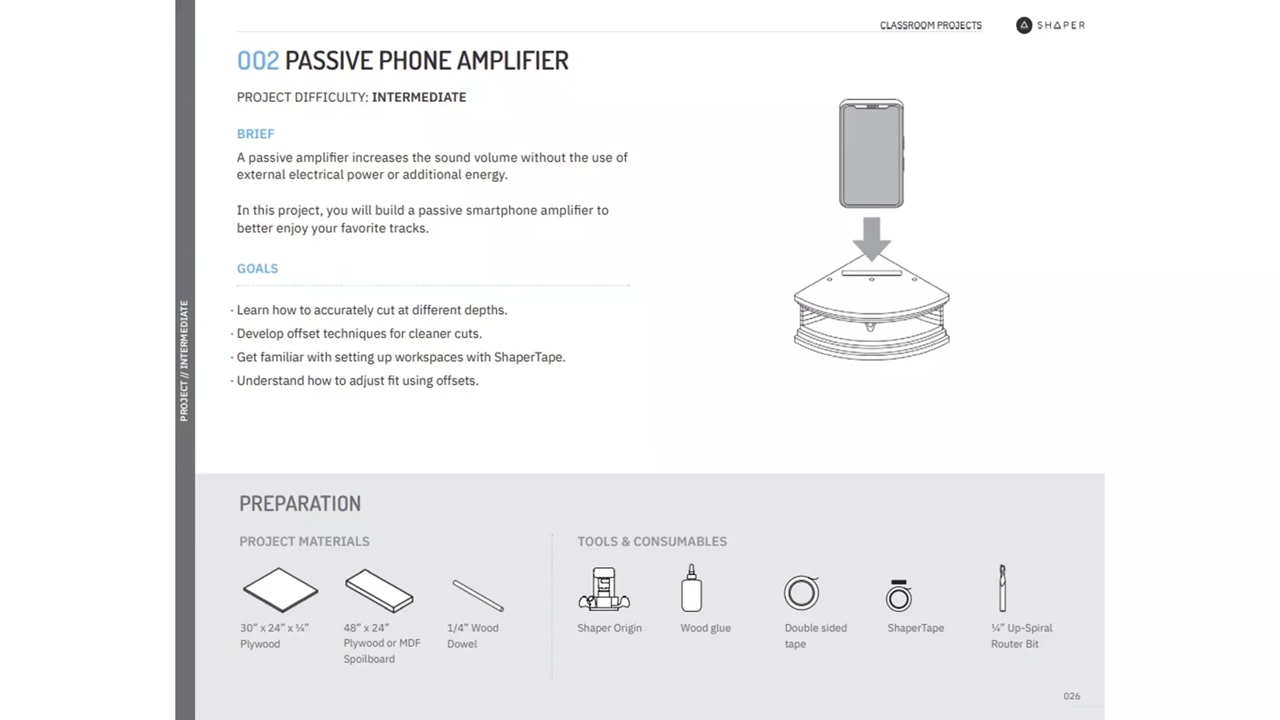 CLASSROOM PROJECTS
SHAPER
002 PASSIVE PHONE AMPLIFIER
PROJECT DIFFICULTY: INTERMEDIATE
BRIEF
A passive amplifier increases the sound volume without the use of
external electrical power or additional energy.
In this project, you will build a passive smartphone amplifier to
better enjoy your favorite tracks.
GOALS
· Learn how to accurately cut at different depths.
· Develop offset techniques for cleaner cuts.
· Get familiar with setting up workspaces with ShaperTape.
· Understand how to adjust fit using offsets.
PROJECT // INTERMEDIATE
PREPARATION
PROJECT MATERIALS
30” x 24” x ¼”
Plywood
48” x 24”
Plywood or MDF
Spoilboard
1/4” Wood
Dowel
TOOLS & CONSUMABLES
Shaper Origin
Wood glue
Double sided
tape
ShaperTape
¼” Up-Spiral
Router Bit
026